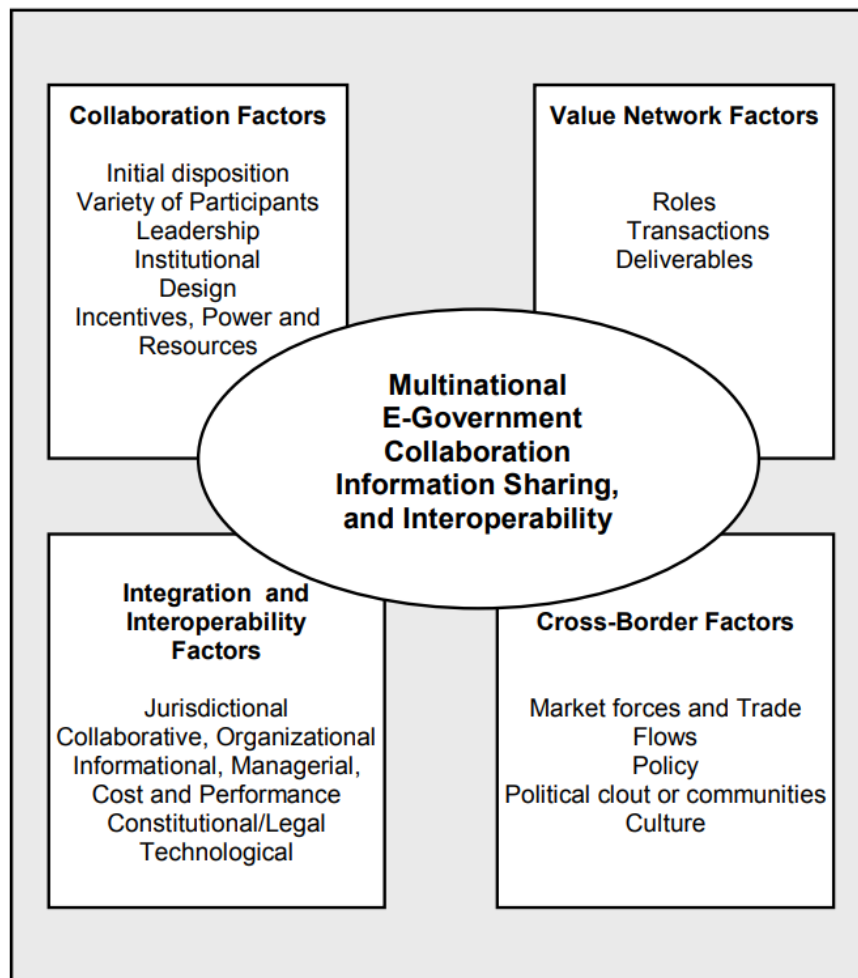 Collaboration Factors
Initial disposition
Variety of Participants
Leadership
Institutional
Design
Incentives, Power and
Resources
Value Network Factors
Roles
Transactions
Deliverables
Multinational
E-Government
Collaboration
Information Sharing,
and Interoperability
Integration and
Interoperability
Factors
Jurisdictional
Collaborative, Organizational
Informational, Managerial,
Cost and Performance
Constitutional/Legal
Technological
Cross-Border Factors
Market forces and Trade
Flows
Policy
Political clout or communities
Culture